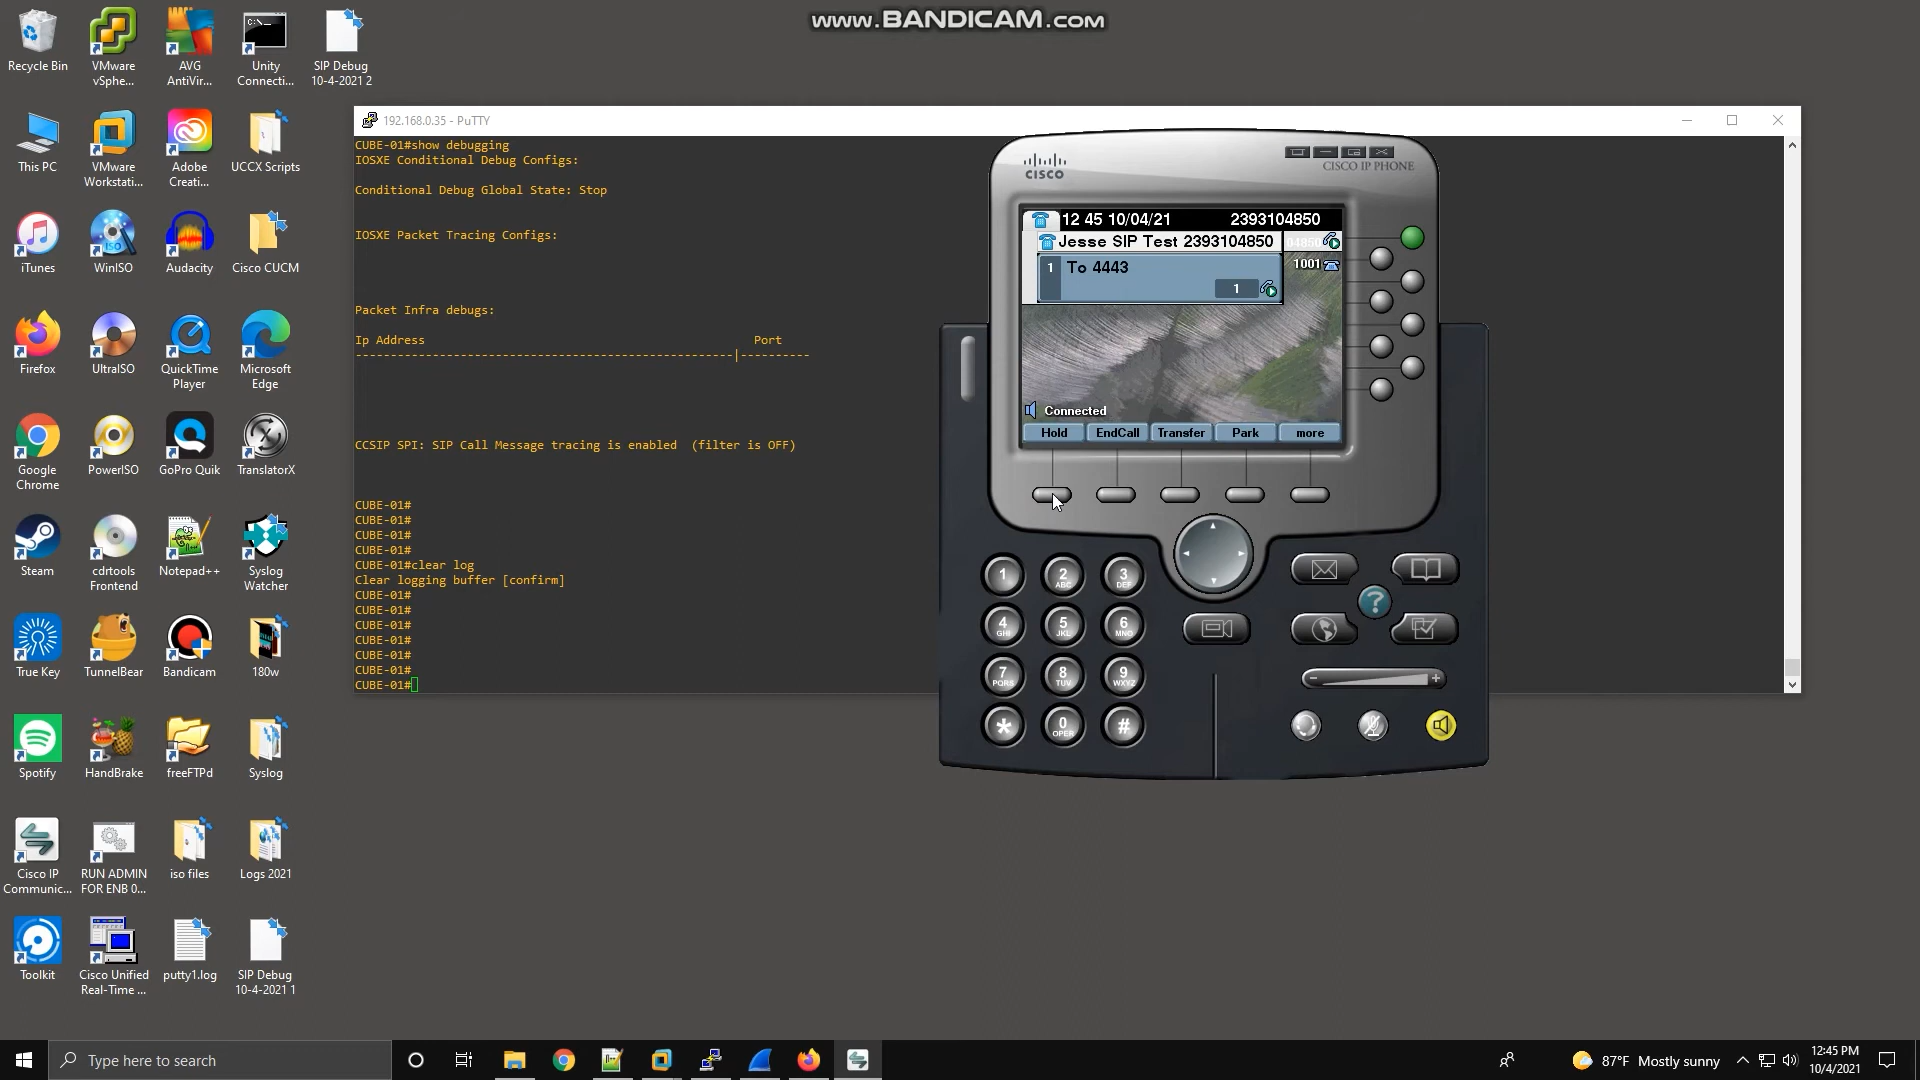 www.BANDICAM.com
Recycle Bin
VMware vSphe...
AVG AntiVir...
Unity Connecti...
SIP Debug 10-4-2021 2
This PC
VMware Workstati...
Adobe Creati...
UCCX Scripts
iTunes
WinISO
Audacity
Cisco CUCM
Firefox
UltraISO
QuickTime Player
Microsoft Edge
Google Chrome
PowerISO
GoPro Quik
TranslatorX
Steam
cdrtools Frontend
Notepad++
Syslog Watcher
True Key
TunnelBear
Bandicam
180w
Spotify
HandBrake
freeFTPd
Syslog
Cisco IP Communic...
RUN ADMIN FOR ENB 0...
iso files
Logs 2021
Toolkit
Cisco Unified Real-Time ...
putty1.log
SIP Debug 10-4-2021 1
192.168.0.35 - PuTTY
CUBE-01#show debugging
IOSXE Conditional Debug Configs:
Conditional Debug Global State: Stop
IOSXE Packet Tracing Configs:
Packet Infra debugs:
Ip Address Port
------------------------------------------------------|----------
CCSIP SPI: SIP Call Message tracing is enabled (filter is OFF)
CUBE-01#
CUBE-01#
CUBE-01#
CUBE-01#
CUBE-01#clear log
Clear logging buffer [confirm]
CUBE-01#
CUBE-01#
CUBE-01#
CUBE-01#
CUBE-01#
CUBE-01#
CUBE-01#
CISCO
CISCO IP PHONE
12 45 10/04/21 2393104850
Jesse SIP Test 2393104850
1 To 4443
1
1001
Connected
Hold EndCall Transfer Park more
1 2 ABC 3 DEF
4 GHI 5 JKL 6 MNO
7 PQRS 8 TUV 9 WXYZ
* 0 OPER #
?
- +
Type here to search
87°F Mostly sunny
12:45 PM
10/4/2021